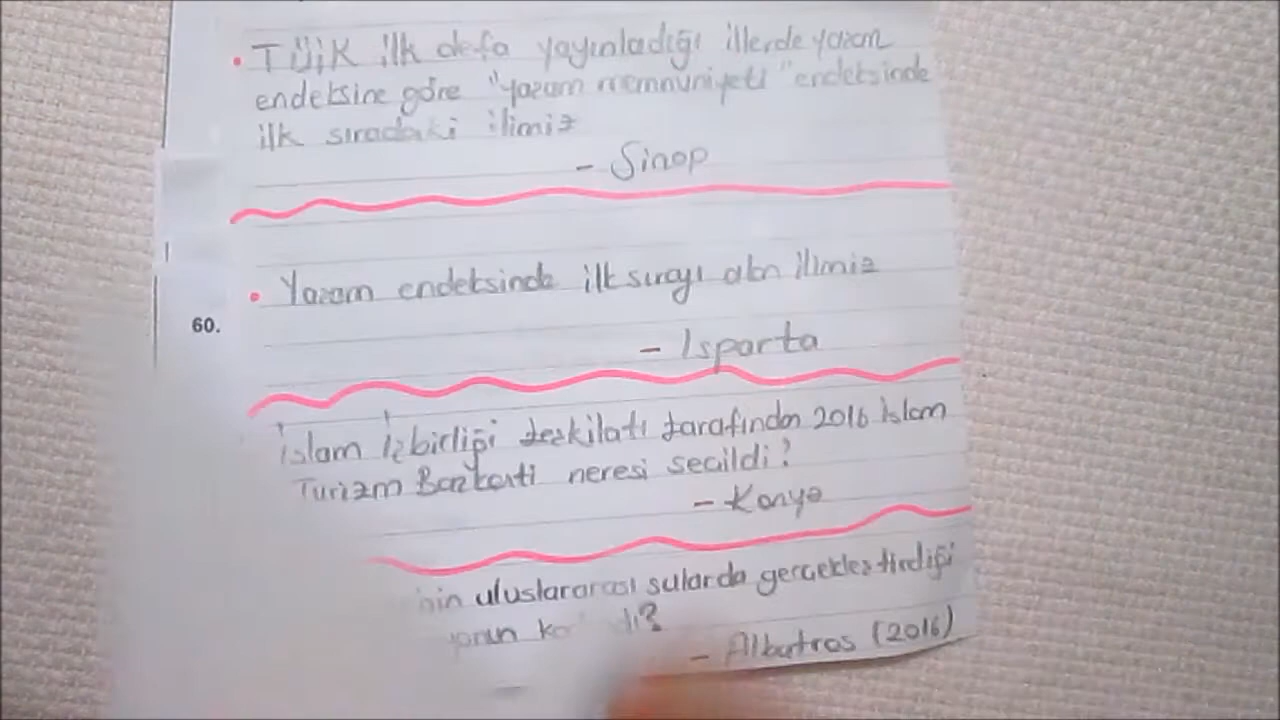 • TÜİK ilk defa yayınladığı illerde yaşam
endeksine göre "yaşam memnuniyeti" endeksinde
ilk sıradaki ilimiz
- Sinop
• Yaşam endeksinde ilk sırayı alan ilimiz
60.
- Isparta
İslam İşbirliği teşkilatı tarafından 2016 İslam
Turizm Başkenti neresi seçildi?
- Konya
uluslararası sularda gerçekleştirdiği
- Albatros (2016)